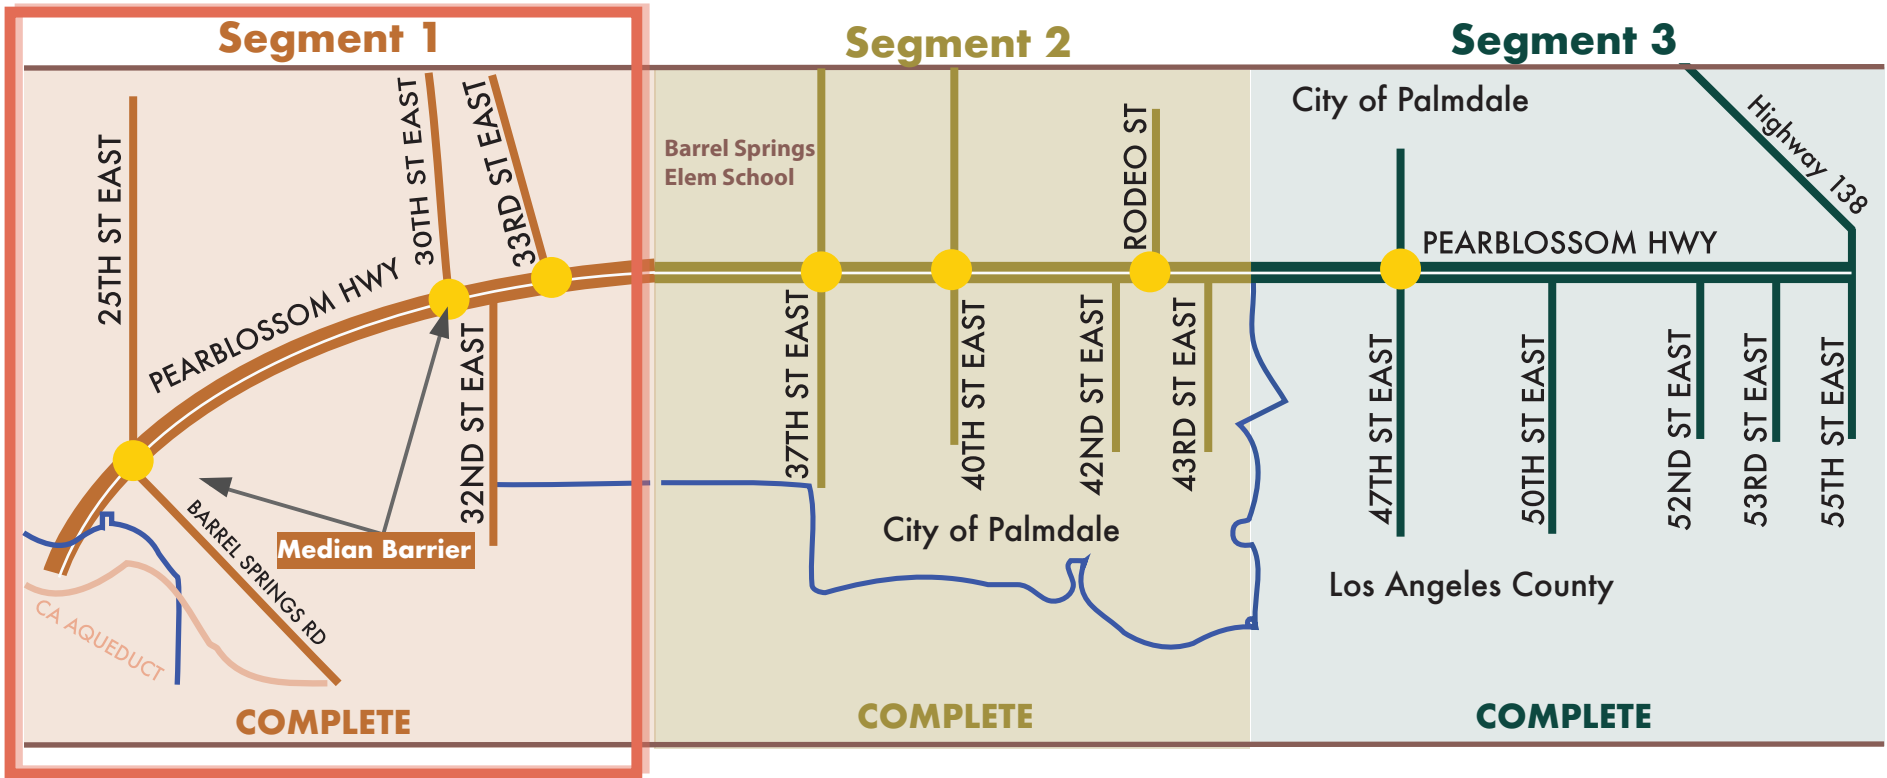 Segment 1
Segment 2
Segment 3
25TH ST EAST
30TH ST EAST
33RD ST EAST
PEARBLOSSOM HWY
32ND ST EAST
Median Barrier
BARREL SPRINGS RD
CA AQUEDUCT
COMPLETE
Barrel Springs
Elem School
RODEO ST
37TH ST EAST
40TH ST EAST
42ND ST EAST
43RD ST EAST
City of Palmdale
COMPLETE
City of Palmdale
Highway 138
PEARBLOSSOM HWY
47TH ST EAST
50TH ST EAST
52ND ST EAST
53RD ST EAST
55TH ST EAST
Los Angeles County
COMPLETE